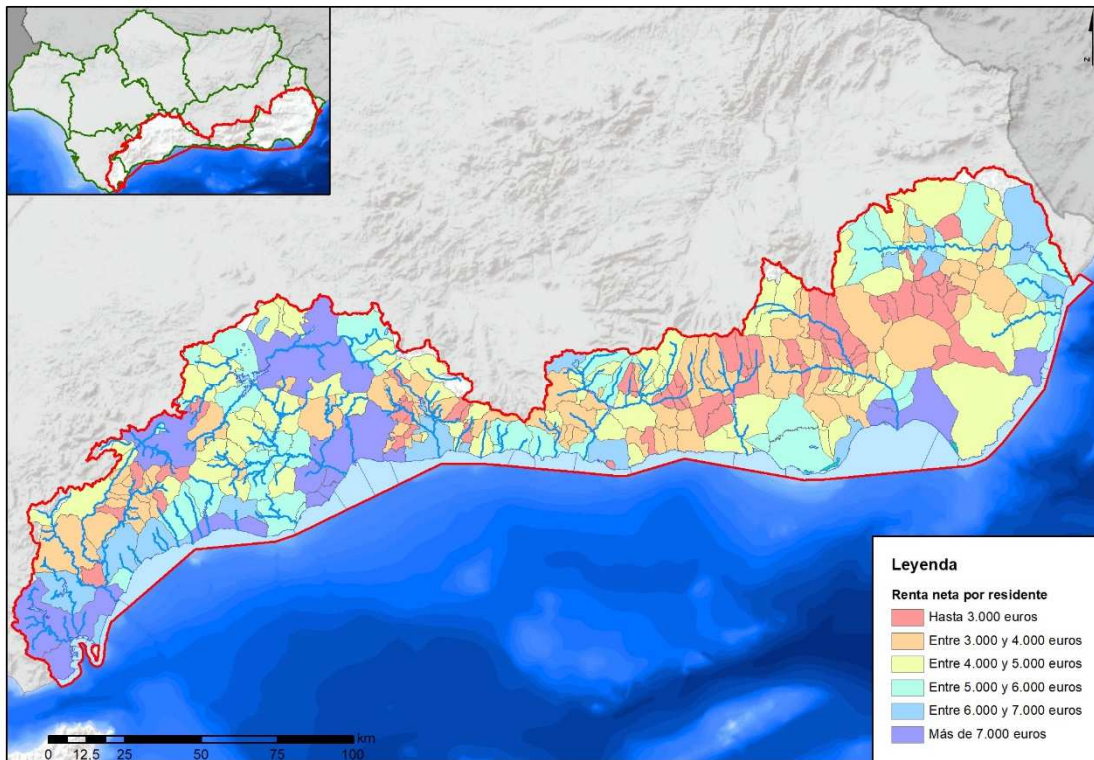 N
Leyenda
Renta neta por residente
Hasta 3.000 euros
Entre 3.000 y 4.000 euros
Entre 4.000 y 5.000 euros
Entre 5.000 y 6.000 euros
Entre 6.000 y 7.000 euros
Más de 7.000 euros
km
0 12,5 25 50 75 100